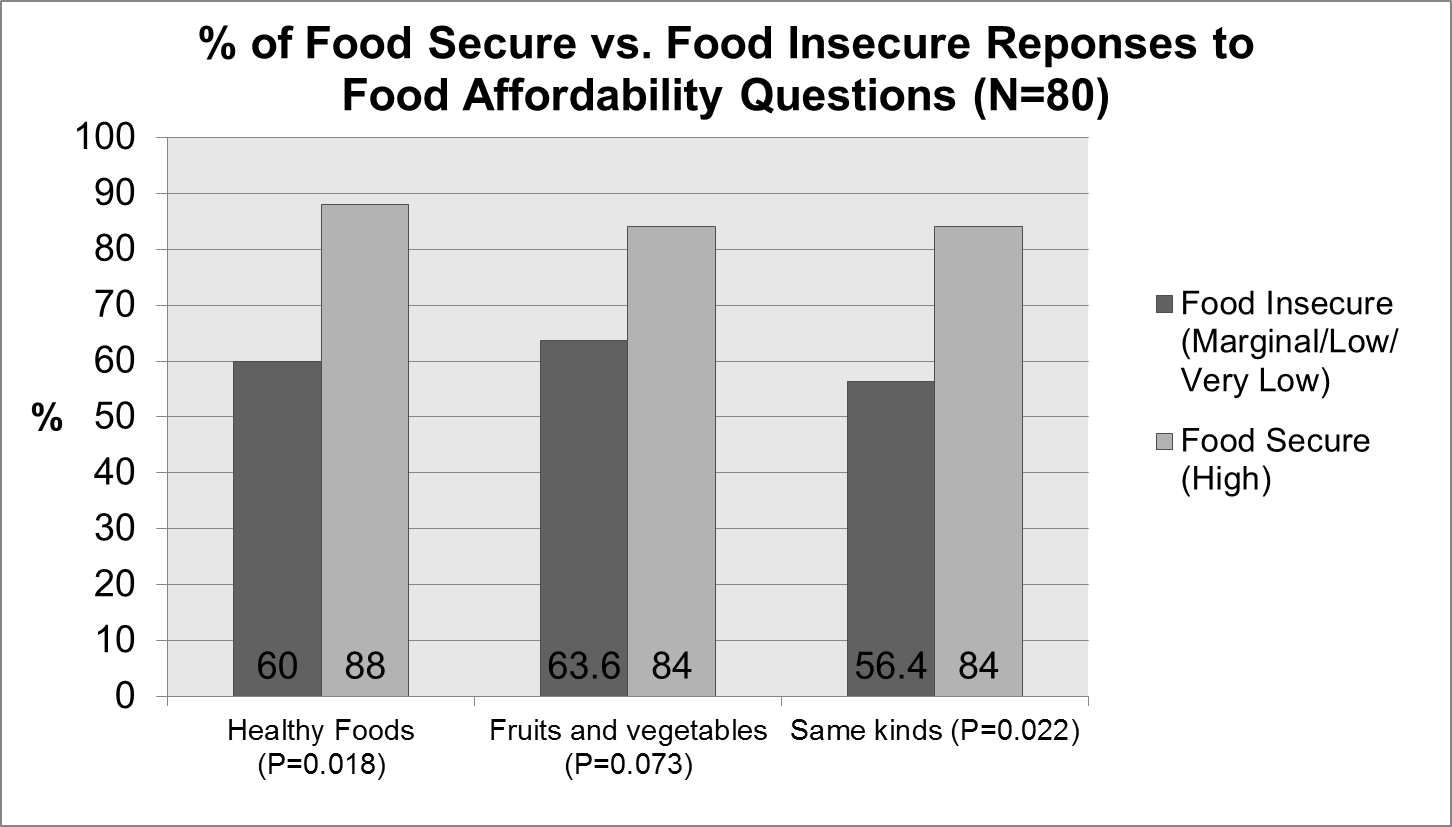 % of Food Secure vs. Food Insecure Reponses to
Food Affordability Questions (N=80)
100
90
80
70
60
50
40
30
20
10
0
%
60
88
63.6
84
56.4
84
Healthy Foods
(P=0.018)
Fruits and vegetables
(P=0.073)
Same kinds (P=0.022)
Food Insecure
(Marginal/Low/
Very Low)
Food Secure
(High)